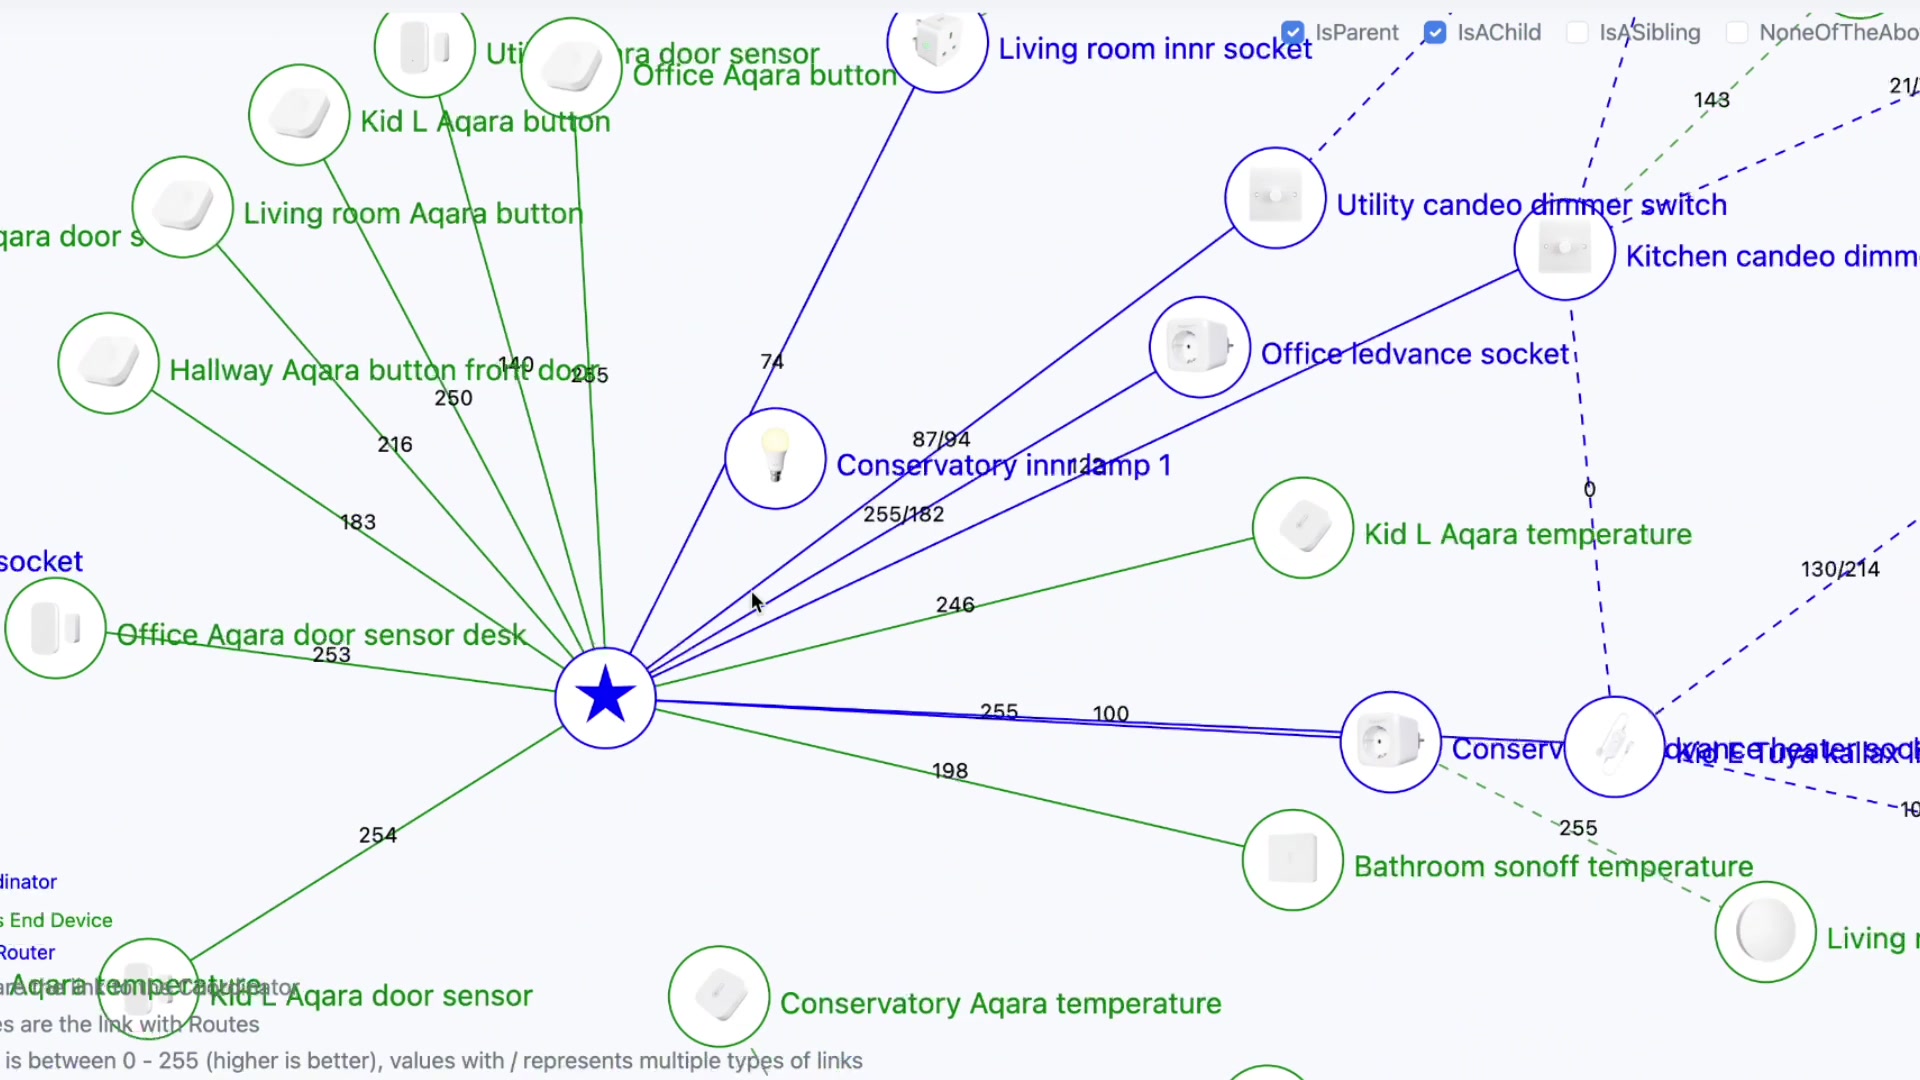 IsParent
IsAChild
IsASibling
NoneOfTheAbo
Living room innr socket
ra door sensor
Office Aqara button
143
21/
Kid L Aqara button
Utility candeo dimmer switch
Living room Aqara button
qara door s
Kitchen candeo dimm
Office ledvance socket
74
Hallway Aqara button front door
140
255
250
216
87/94
Conservatory innr lamp 1
0
255/182
183
Kid L Aqara temperature
socket
130/214
246
Office Aqara door sensor desk
253
255
100
Conserv
198
10
255
254
Bathroom sonoff temperature
dinator
s End Device
Living r
Router
Aqara temperature
Kid L Aqara door sensor
Conservatory Aqara temperature
es are the link with Routes
is between 0 - 255 (higher is better), values with / represents multiple types of links